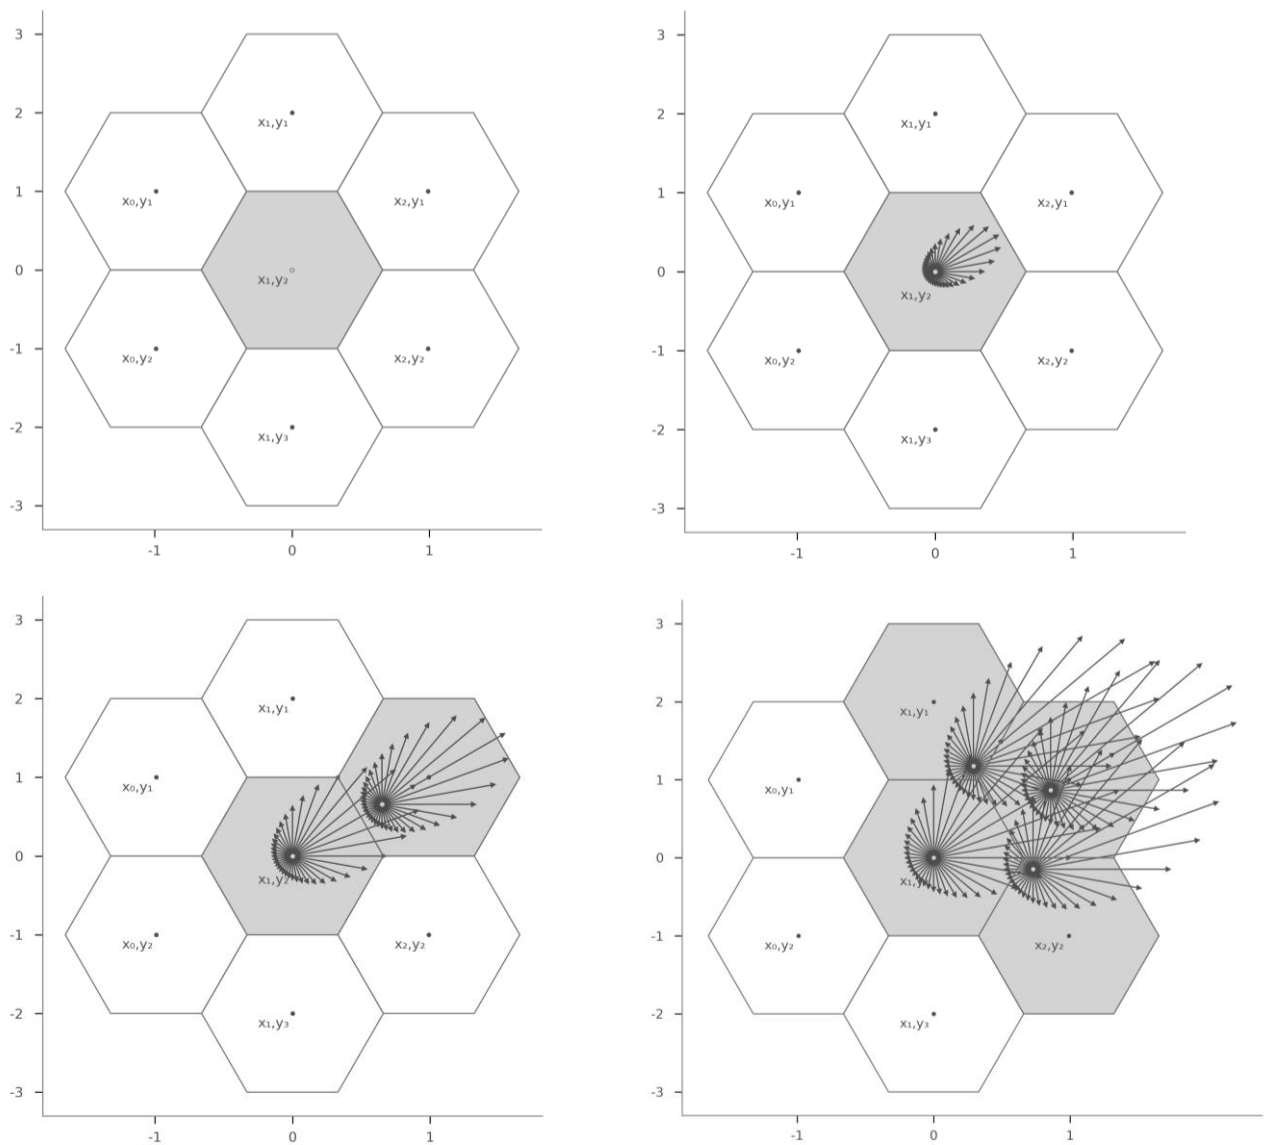 3
2
1
0
-1
-2
-3
x₁,y₁
x₀,y₁
x₂,y₁
x₁,y₂
x₀,y₂
x₂,y₂
x₁,y₃
-1 0 1
3
2
1
0
-1
-2
-3
x₁,y₁
x₀,y₁
x₂,y₁
x₁,y₂
x₀,y₂
x₂,y₂
x₁,y₃
-1 0 1
3
2
1
0
-1
-2
-3
x₁,y₁
x₀,y₁
x₁,y₂
x₀,y₂
x₂,y₂
x₁,y₃
-1 0 1
3
2
1
0
-1
-2
-3
x₁,y₁
x₀,y₁
x₀,y₂
x₂,y₂
x₁,y₃
-1 0 1